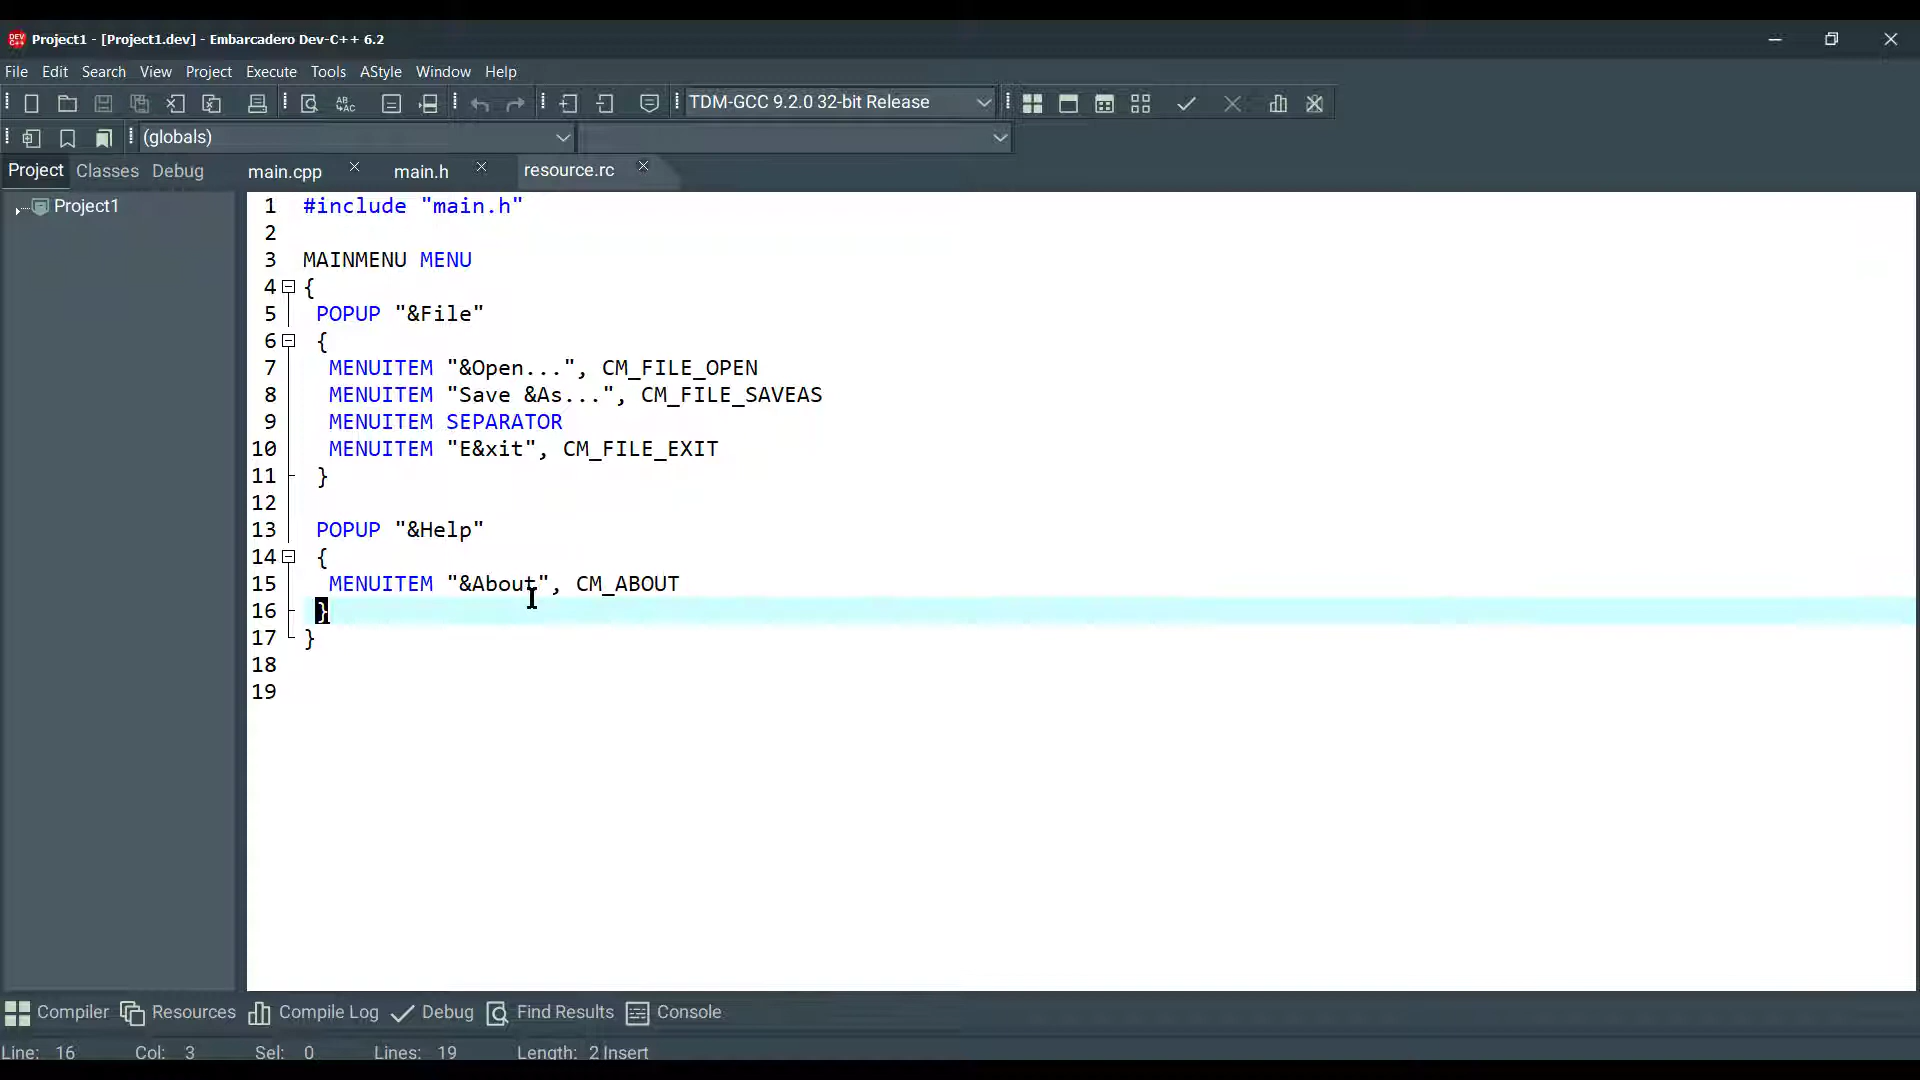 Project1 - [Project1.dev] - Embarcadero Dev-C++ 6.2
File Edit Search View Project Execute Tools AStyle Window Help
TDM-GCC 9.2.0 32-bit Release
(globals)
Project Classes Debug main.cpp main.h resource.rc
Project1
1 #include "main.h"
2
3 MAINMENU MENU
4 {
5 POPUP "&File"
6 {
7 MENUITEM "&Open...", CM_FILE_OPEN
8 MENUITEM "Save &As...", CM_FILE_SAVEAS
9 MENUITEM SEPARATOR
10 MENUITEM "E&xit", CM_FILE_EXIT
11 }
12
13 POPUP "&Help"
14 {
15 MENUITEM "&About", CM_ABOUT
16 }
17 }
18
19
Compiler Resources Compile Log Debug Find Results Console
Line: 16 Col: 3 Sel: 0 Lines: 19 Length: 2 Insert